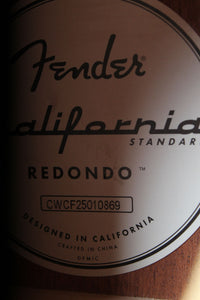 Fender
California
STANDARD
REDONDO™
CWCF25010869
DESIGNED IN CALIFORNIA
CRAFTED IN CHINA